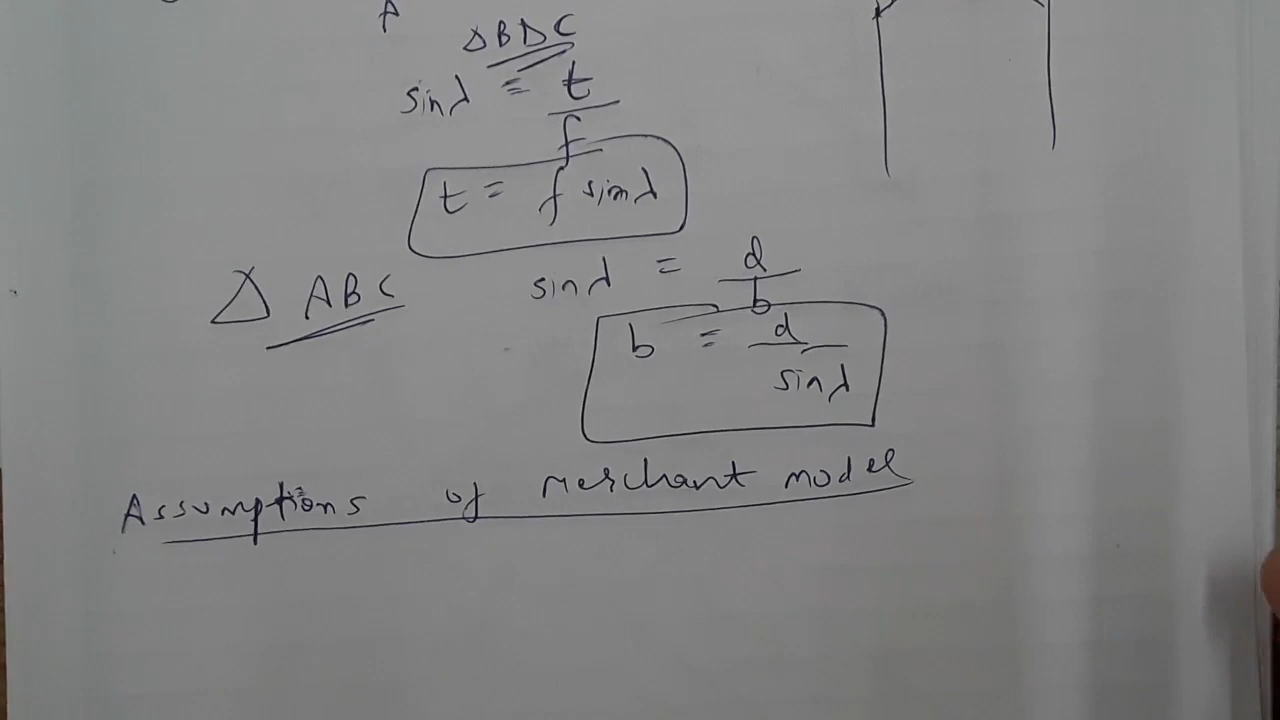 A
ΔBDC
sinλ = t/f
t = f sinλ
Δ ABC sinλ = d/b
b = d/sinλ
Assumptions of merchant model